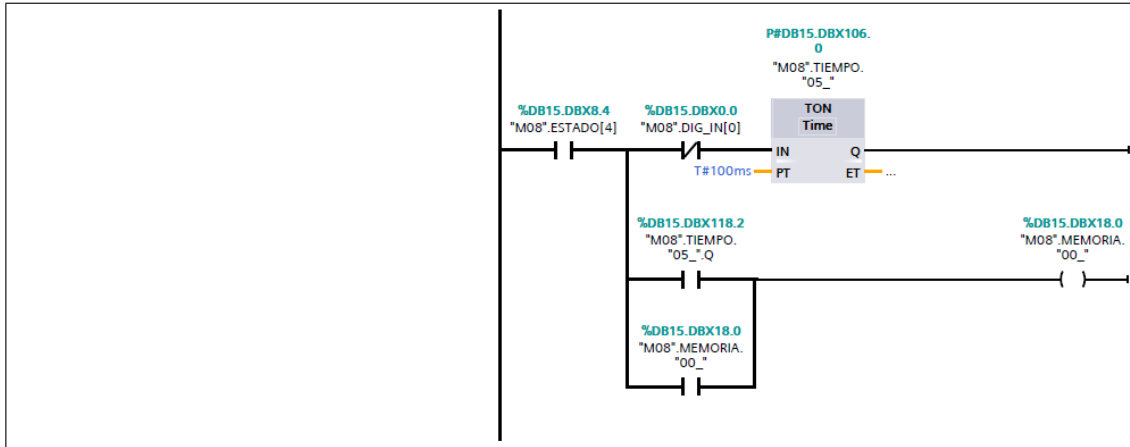 P#DB15.DBX106.
0
"M08".TIEMPO.
"05_"
%DB15.DBX8.4
"M08".ESTADO[4]
%DB15.DBX0.0
"M08".DIG_IN[0]
TON
Time
IN
Q
T#100ms
PT
ET
...
%DB15.DBX118.2
"M08".TIEMPO.
"05_".Q
%DB15.DBX18.0
"M08".MEMORIA.
"00_"
%DB15.DBX18.0
"M08".MEMORIA.
"00_"